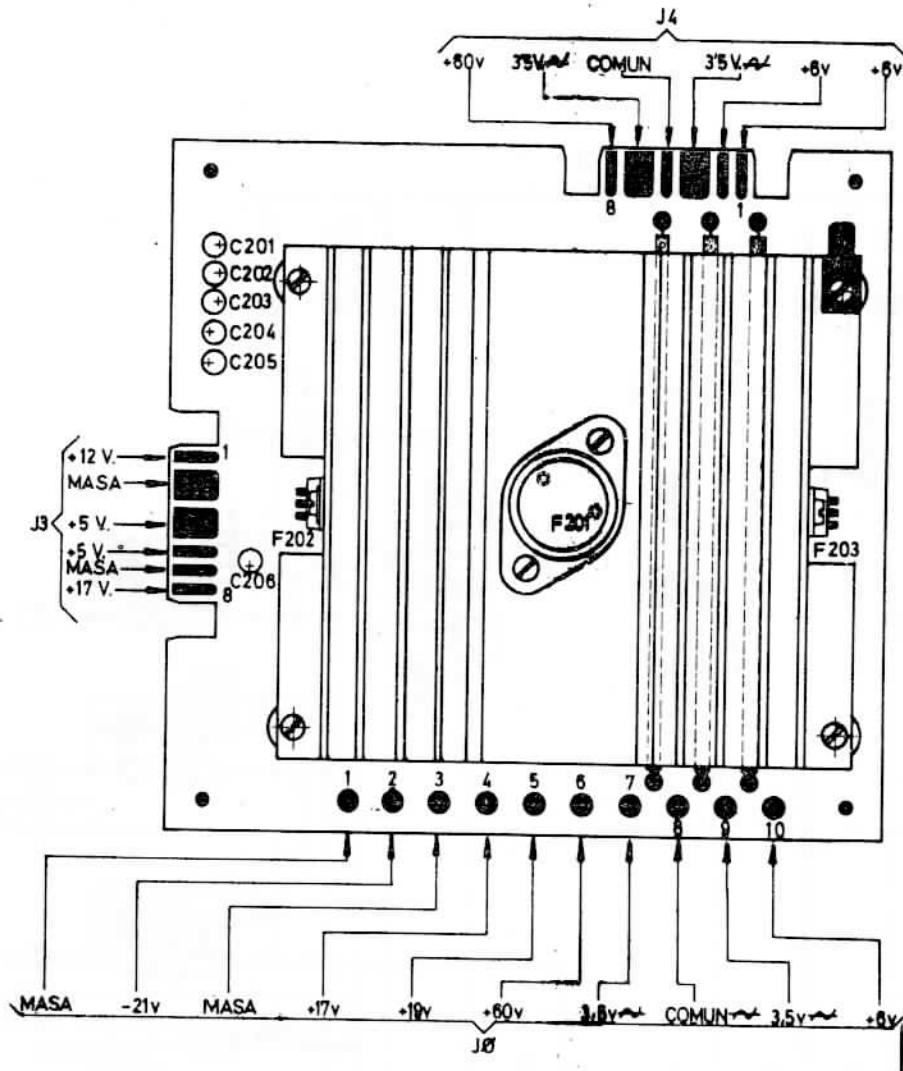 J4
+60v 3'5V. COMUN 3'5V. +6v +6v
8 1
C201
C202
C203
C204
C205
+12 V. 1
MASA
J3
+5 V.
+5 V.
MASA
+17 V. 8
C206
F202 F201 F203
1 2 3 4 5 6 7 8 9 10
MASA -21v MASA +17v +19v +60v 3,5v COMUN 3,5v +6v
JØ